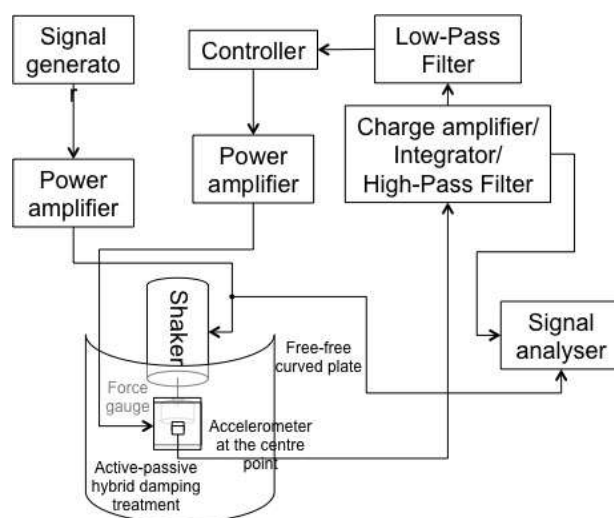 Signal
generato
r
Controller
Low-Pass
Filter
Power
amplifier
Power
amplifier
Charge amplifier/
Integrator/
High-Pass Filter
Shaker
Free-free
curved plate
Signal
analyser
Force
gauge
Accelerometer
at the centre
point
Active-passive
hybrid damping
treatment